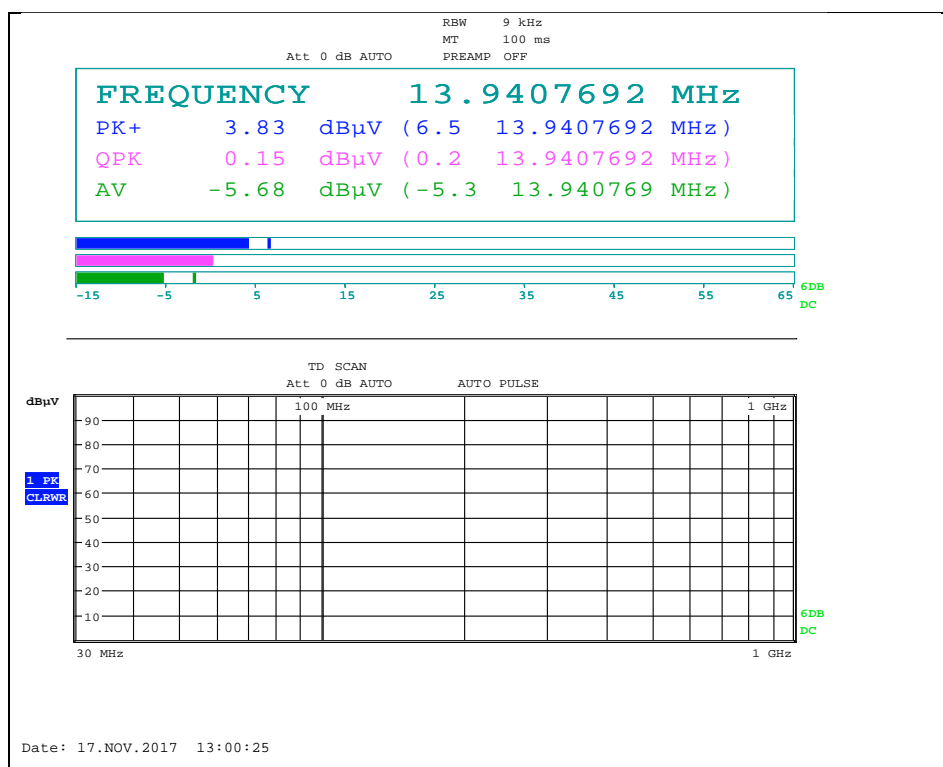 RBW 9 kHz
MT 100 ms
Att 0 dB AUTO PREAMP OFF
FREQUENCY 13.9407692 MHz
PK+ 3.83 dBµV (6.5 13.9407692 MHz)
QPK 0.15 dBµV (0.2 13.9407692 MHz)
AV -5.68 dBµV (-5.3 13.940769 MHz)
-15 -5 5 15 25 35 45 55 65
6DB
DC
TD SCAN
Att 0 dB AUTO AUTO PULSE
dBµV
100 MHz 1 GHz
90
80
70
1 PK
CLRWR
60
50
40
30
20
10
6DB
DC
30 MHz 1 GHz
Date: 17.NOV.2017 13:00:25